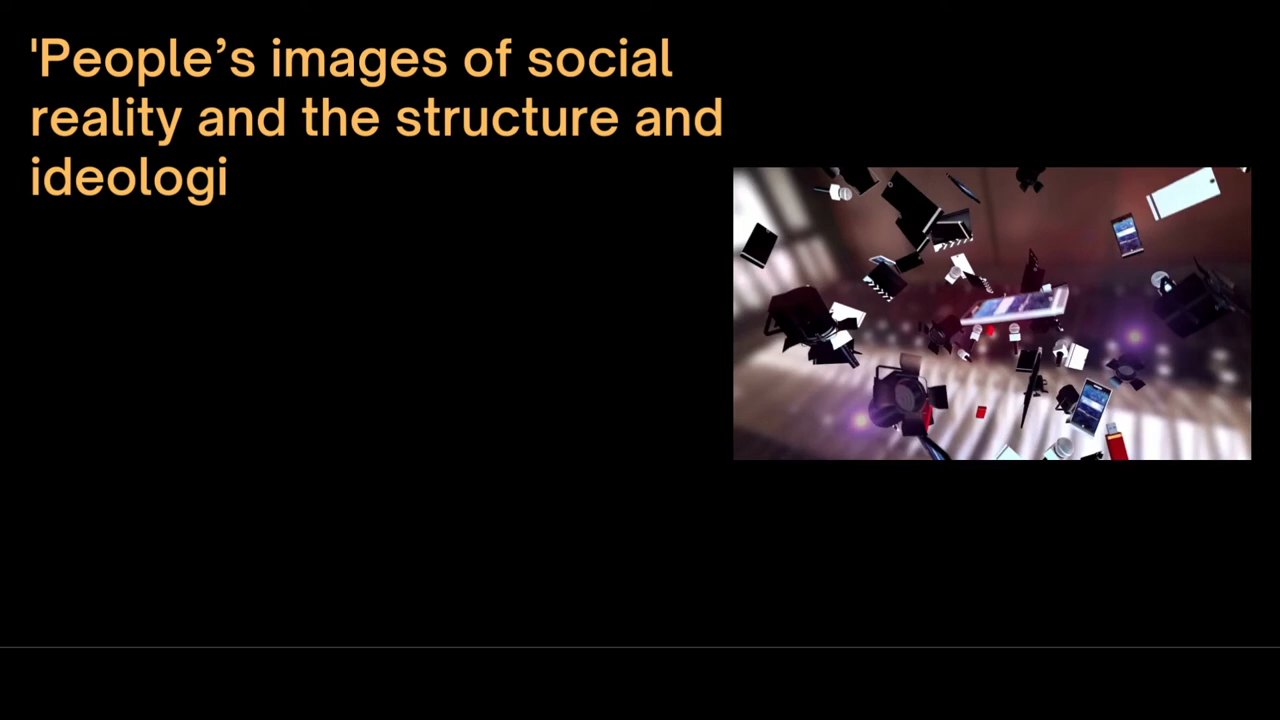 'People’s images of social
reality and the structure and
ideologi